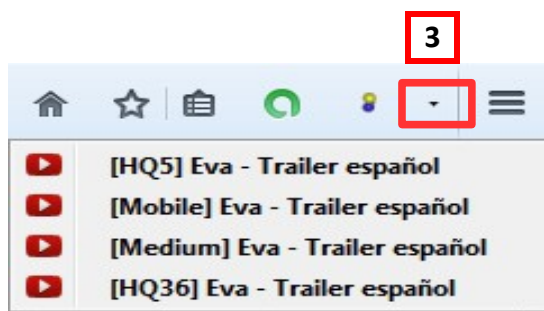 3
[HQ5] Eva - Trailer español
[Mobile] Eva - Trailer español
[Medium] Eva - Trailer español
[HQ36] Eva - Trailer español